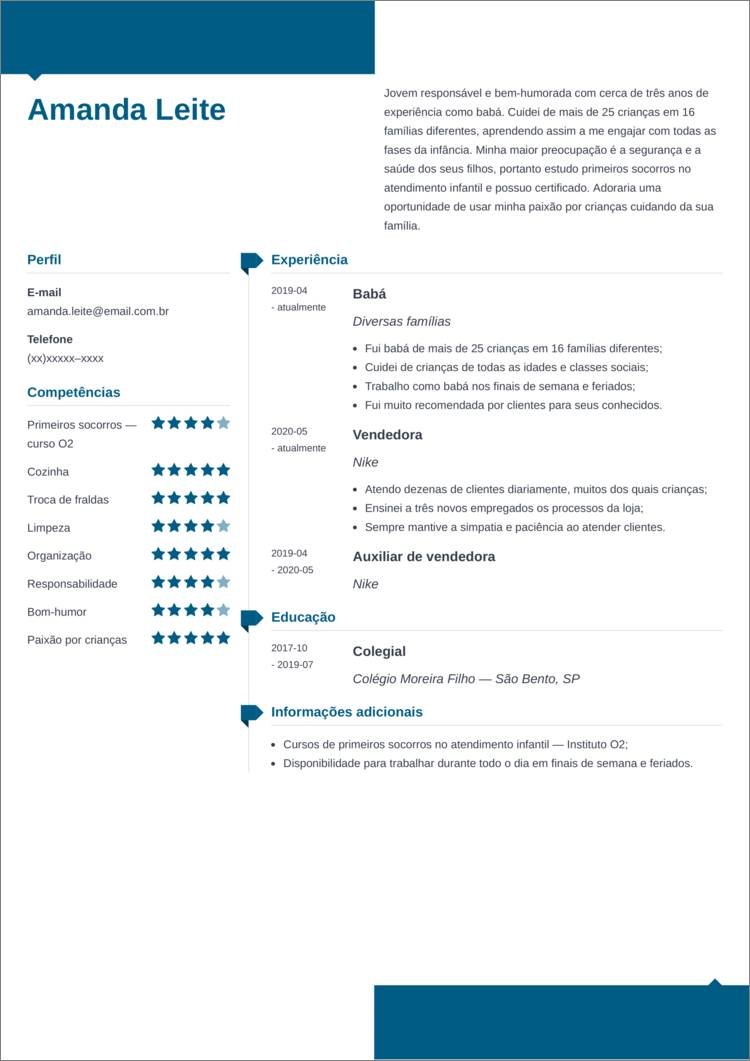 Amanda Leite
Jovem responsável e bem-humorada com cerca de três anos de
experiência como babá. Cuidei de mais de 25 crianças em 16
famílias diferentes, aprendendo assim a me engajar com todas as
fases da infância. Minha maior preocupação é a segurança e a
saúde dos seus filhos, portanto estudo primeiros socorros no
atendimento infantil e possuo certificado. Adoraria uma
oportunidade de usar minha paixão por crianças cuidando da sua
família.
Perfil
E-mail
amanda.leite@email.com.br
Telefone
(xx)xxxxx–xxxx
Competências
Primeiros socorros —
curso O2
Cozinha
Troca de fraldas
Limpeza
Organização
Responsabilidade
Bom-humor
Paixão por crianças
Experiência
2019-04
- atualmente
Babá
Diversas famílias
• Fui babá de mais de 25 crianças em 16 famílias diferentes;
• Cuidei de crianças de todas as idades e classes sociais;
• Trabalho como babá nos finais de semana e feriados;
• Fui muito recomendada por clientes para seus conhecidos.
2020-05
- atualmente
Vendedora
Nike
• Atendo dezenas de clientes diariamente, muitos dos quais crianças;
• Ensinei a três novos empregados os processos da loja;
• Sempre mantive a simpatia e paciência ao atender clientes.
2019-04
- 2020-05
Auxiliar de vendedora
Nike
Educação
2017-10
- 2019-07
Colegial
Colégio Moreira Filho — São Bento, SP
Informações adicionais
• Cursos de primeiros socorros no atendimento infantil — Instituto O2;
• Disponibilidade para trabalhar durante todo o dia em finais de semana e feriados.